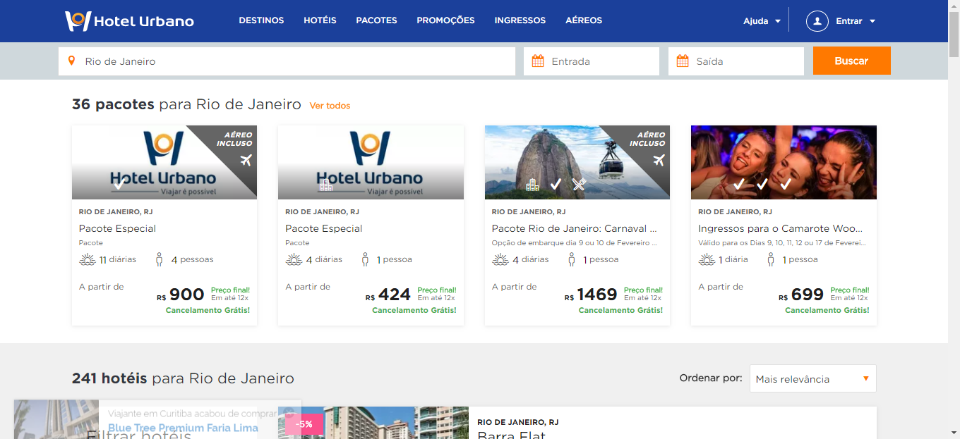 Hotel Urbano DESTINOS HOTÉIS PACOTES PROMOÇÕES INGRESSOS AÉREOS Ajuda Entrar
Rio de Janeiro Entrada Saída Buscar
36 pacotes para Rio de Janeiro Ver todos
AÉREO
INCLUSO
Hotel Urbano
Viajar é possível
RIO DE JANEIRO, RJ
Pacote Especial
Pacote
11 diárias 4 pessoas
A partir de
R$ 900 Preço final!
Em até 12x
Cancelamento Grátis!
Hotel Urbano
Viajar é possível
RIO DE JANEIRO, RJ
Pacote Especial
Pacote
4 diárias 1 pessoa
A partir de
R$ 424 Preço final!
Em até 12x
Cancelamento Grátis!
AÉREO
INCLUSO
RIO DE JANEIRO, RJ
Pacote Rio de Janeiro: Carnaval ...
Opção de embarque dia 9 ou 10 de Fevereiro ...
4 diárias 1 pessoa
A partir de
R$ 1469 Preço final!
Em até 12x
Cancelamento Grátis!
RIO DE JANEIRO, RJ
Ingressos para o Camarote Woo...
Válido para os Dias 9, 10, 11, 12 ou 17 de Fevereir...
1 diária 1 pessoa
A partir de
R$ 699 Preço final!
Em até 12x
Cancelamento Grátis!
241 hotéis para Rio de Janeiro
Ordenar por: Mais relevância
Viajante em Curitiba acabou de comprar
Blue Tree Premium Faria Lima
Filtrar hotéis
-5%
RIO DE JANEIRO, RJ
Barra Flat